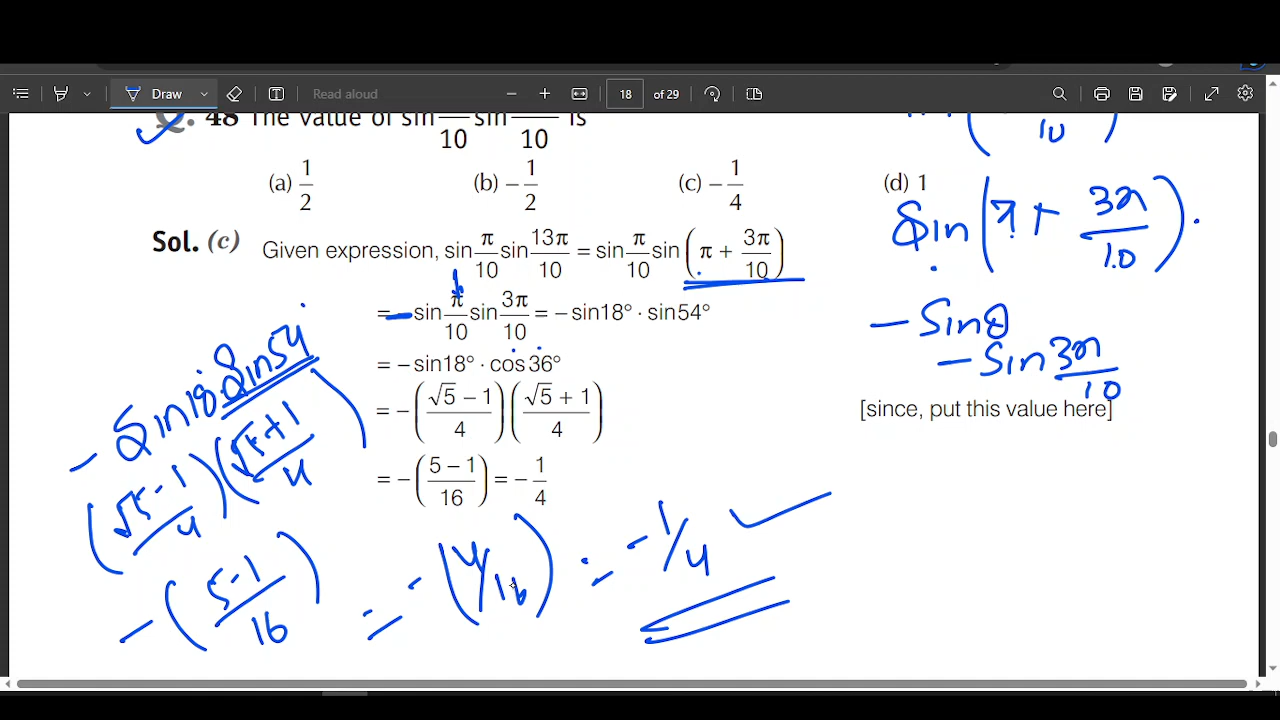 Draw
Read aloud
18 of 29
Q. 48 The value of sin 10 sin 10 is
(a) 1/2 (b) −1/2 (c) −1/4 (d) 1
Sol. (c) Given expression, sin π/10 sin 13π/10 = sin π/10 sin (π + 3π/10)
= − sin π/10 sin 3π/10 = − sin18° · sin54°
= − sin18° · cos36°
= −((√5 − 1)/4)((√5 + 1)/4)
[since, put this value here]
= −((5 − 1)/16) = −1/4
10
Sin(π + 3π/10).
− Sinθ
− Sin 3π/10
− Sin18 Sin54
((√5-1)/4)((√5+1)/4)
− ((5-1)/16) = -(4/16) = -1/4